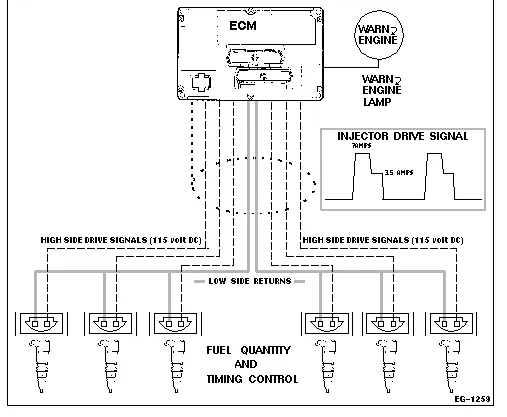 ECM
WARN
ENGINE
WARN
ENGINE
LAMP
INJECTOR DRIVE SIGNAL
7AMPS
3.5 AMPS
HIGH SIDE DRIVE SIGNALS (115 volt DC)
HIGH SIDE DRIVE SIGNALS (115 volt DC)
LOW SIDE RETURNS
FUEL QUANTITY
AND
TIMING CONTROL
EG-1259